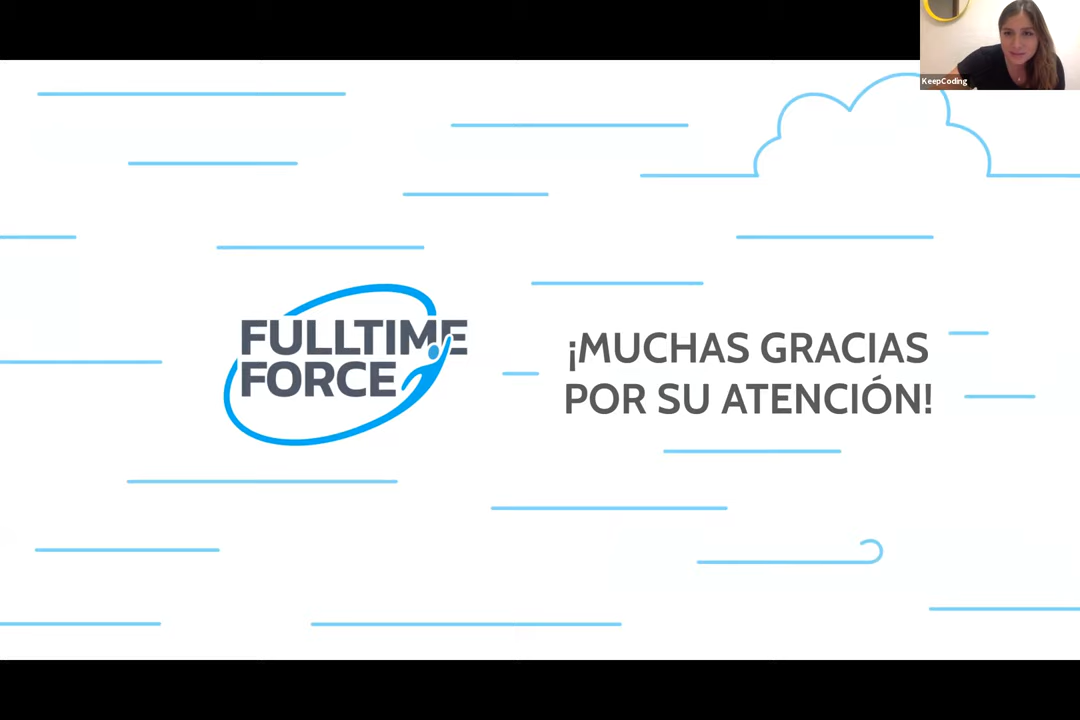 KeepCoding
FULLTIME
FORCE
¡MUCHAS GRACIAS
POR SU ATENCIÓN!